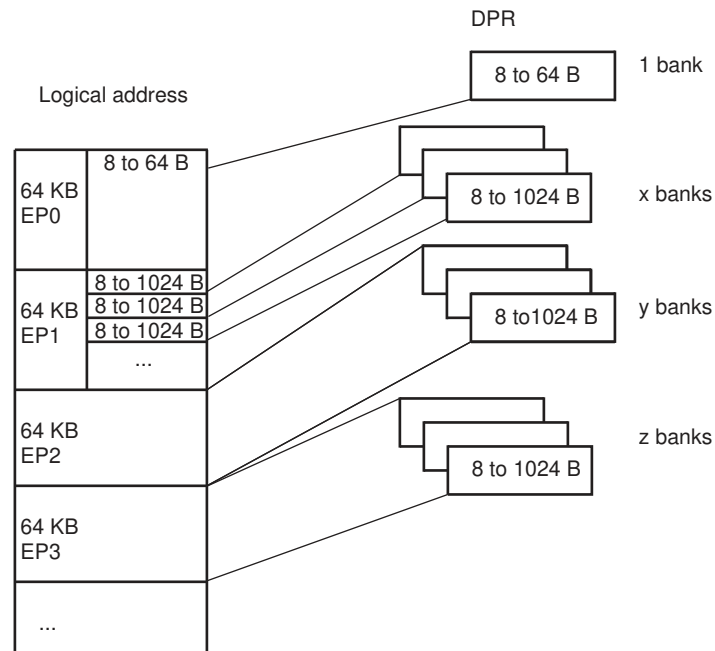 DPR
8 to 64 B
1 bank
Logical address
8 to 64 B
64 KB
EP0
8 to 1024 B
x banks
64 KB
EP1
8 to 1024 B
8 to 1024 B
8 to 1024 B
...
8 to1024 B
y banks
64 KB
EP2
8 to 1024 B
z banks
64 KB
EP3
...